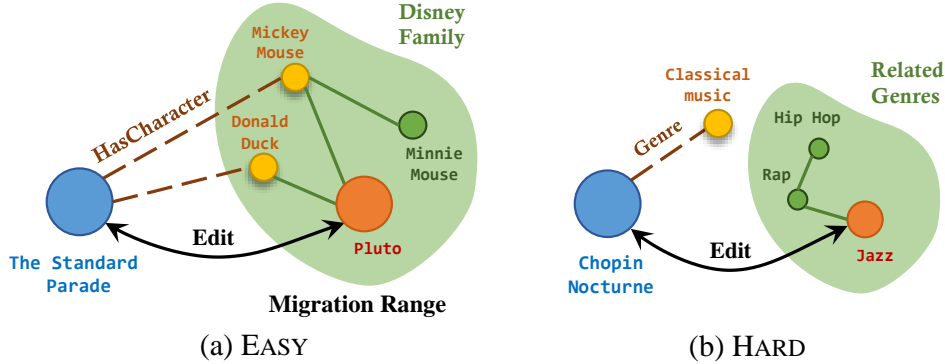 Disney
Family
Mickey
Mouse
HasCharacter
Donald
Duck
Minnie
Mouse
Edit
Pluto
The Standard
Parade
Migration Range
(a) EASY
Related
Genres
Classical
music
Genre
Hip Hop
Rap
Edit
Jazz
Chopin
Nocturne
(b) HARD